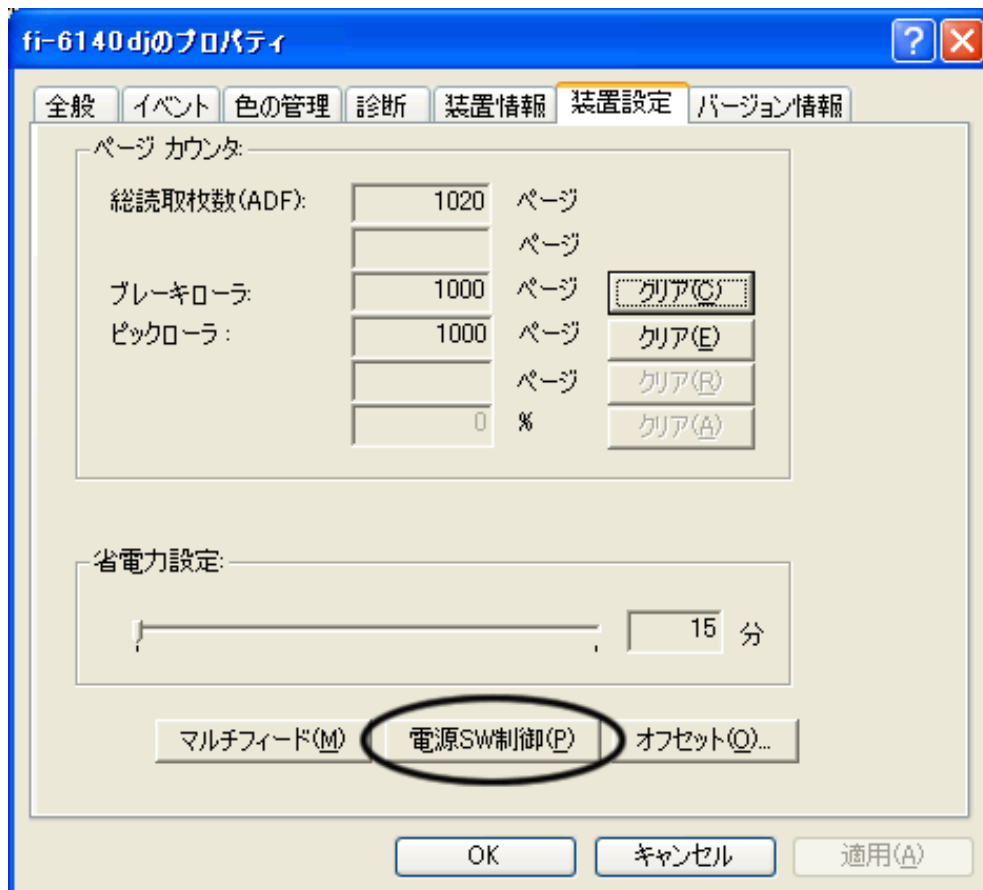 fi-6140djのプロパティ
全般 イベント 色の管理 診断 装置情報 装置設定 バージョン情報
ページ カウンタ:
総読取枚数(ADF): 1020 ページ
ページ
ブレーキローラ: 1000 ページ クリア(C)
ピックローラ: 1000 ページ クリア(E)
ページ クリア(R)
0 % クリア(A)
省電力設定:
15 分
マルチフィード(M) 電源SW制御(P) オフセット(O)...
OK キャンセル 適用(A)